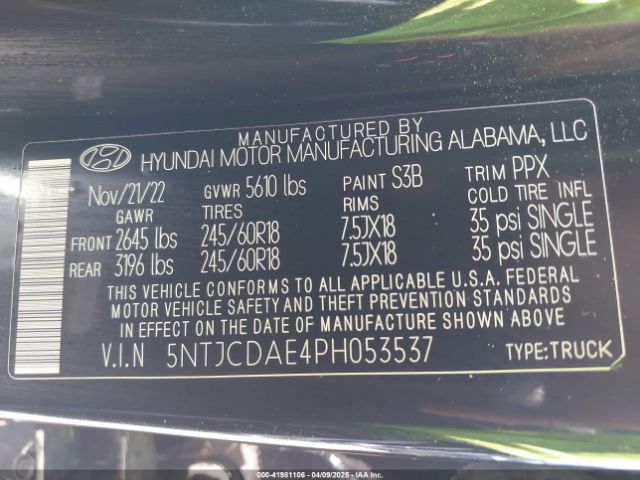 MANUFACTURED BY
HYUNDAI MOTOR MANUFACTURING ALABAMA, LLC
Nov/21/22 GVWR 5610 lbs PAINT S3B TRIM PPX
GAWR TIRES RIMS COLD TIRE INFL
FRONT 2645 lbs 245/60R18 7.5JX18 35 psi SINGLE
REAR 3196 lbs 245/60R18 7.5JX18 35 psi SINGLE
THIS VEHICLE CONFORMS TO ALL APPLICABLE U.S.A. FEDERAL
MOTOR VEHICLE SAFETY AND THEFT PREVENTION STANDARDS
IN EFFECT ON THE DATE OF MANUFACTURE SHOWN ABOVE.
V.I.N 5NTJCDAE4PH053537 TYPE:TRUCK
000-41981106 - 04/09/2025 - IAAI.COM